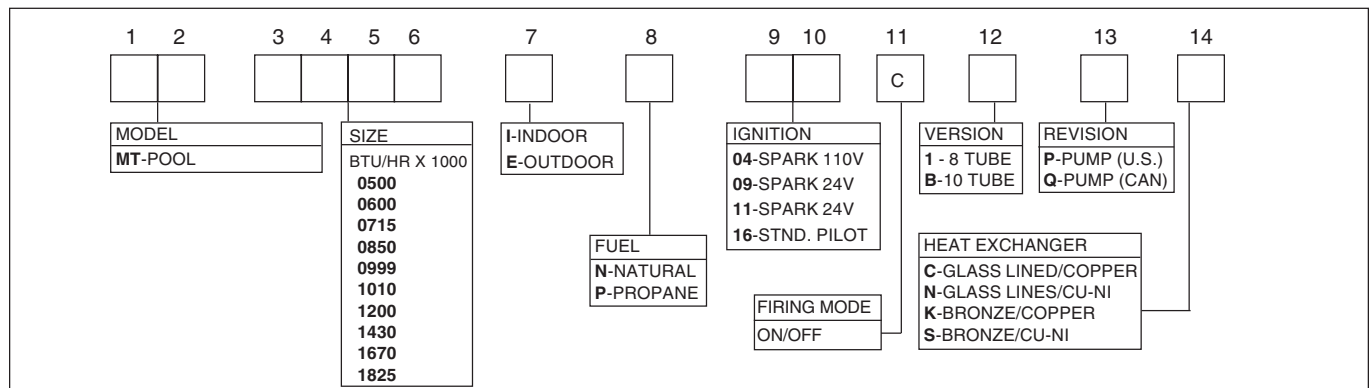 1 2 3 4 5 6 7 8 9 10 11 12 13 14
C
MODEL
MT-POOL
SIZE
BTU/HR X 1000
0500
0600
0715
0850
0999
1010
1200
1430
1670
1825
I-INDOOR
E-OUTDOOR
FUEL
N-NATURAL
P-PROPANE
IGNITION
04-SPARK 110V
09-SPARK 24V
11-SPARK 24V
16-STND. PILOT
FIRING MODE
ON/OFF
VERSION
1 - 8 TUBE
B-10 TUBE
REVISION
P-PUMP (U.S.)
Q-PUMP (CAN)
HEAT EXCHANGER
C-GLASS LINED/COPPER
N-GLASS LINES/CU-NI
K-BRONZE/COPPER
S-BRONZE/CU-NI